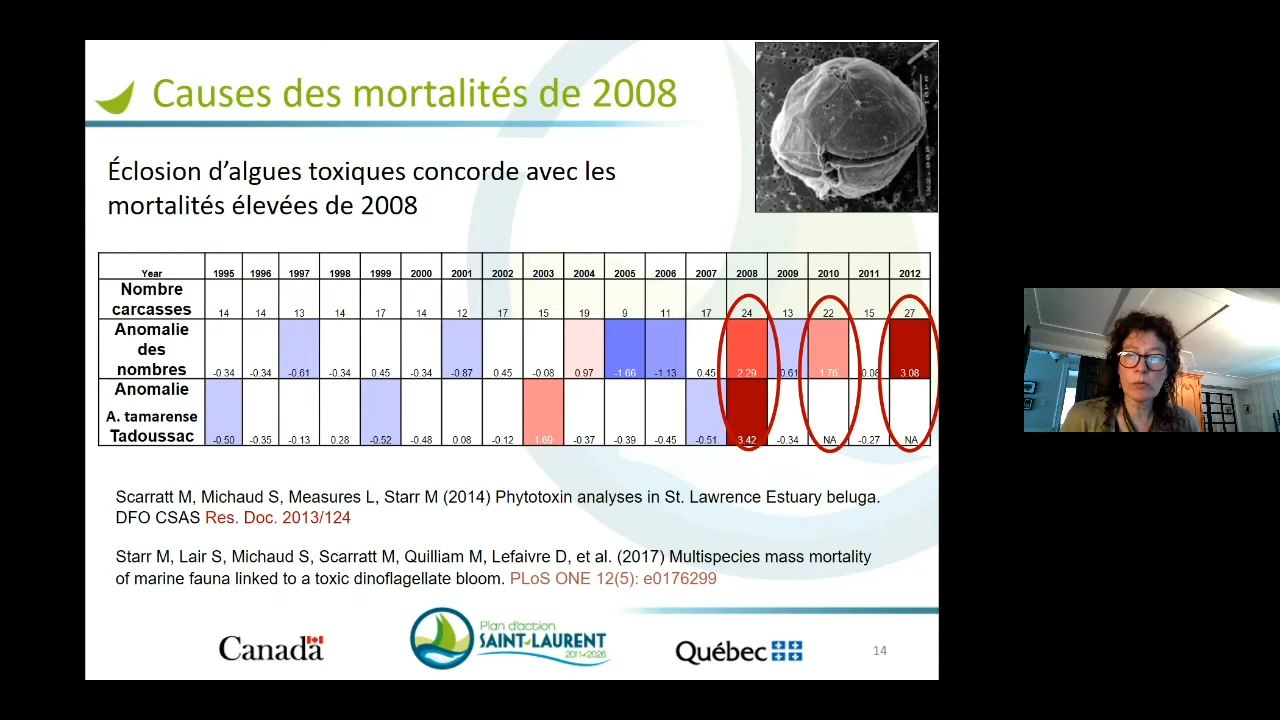 Causes des mortalités de 2008
Éclosion d’algues toxiques concorde avec les
mortalités élevées de 2008
Year 1995 1996 1997 1998 1999 2000 2001 2002 2003 2004 2005 2006 2007 2008 2009 2010 2011 2012
Nombre
carcasses 14 14 13 14 17 14 12 17 15 19 9 11 17 24 13 22 15 27
Anomalie
des
nombres -0.34 -0.34 -0.61 -0.34 0.45 -0.34 -0.87 0.45 -0.08 0.97 -1.66 -1.13 0.45 2.29 0.61 1.76 0.08 3.08
Anomalie
A. tamarense
Tadoussac -0.50 -0.35 -0.13 0.28 -0.52 -0.48 0.08 -0.12 1.69 -0.37 -0.39 -0.45 -0.51 3.42 -0.34 NA -0.27 NA
Scarratt M, Michaud S, Measures L, Starr M (2014) Phytotoxin analyses in St. Lawrence Estuary beluga.
DFO CSAS Res. Doc. 2013/124
Starr M, Lair S, Michaud S, Scarratt M, Quilliam M, Lefaivre D, et al. (2017) Multispecies mass mortality
of marine fauna linked to a toxic dinoflagellate bloom. PLoS ONE 12(5): e0176299
Canada
Plan d'action
SAINT-LAURENT
2011-2026
Québec
14